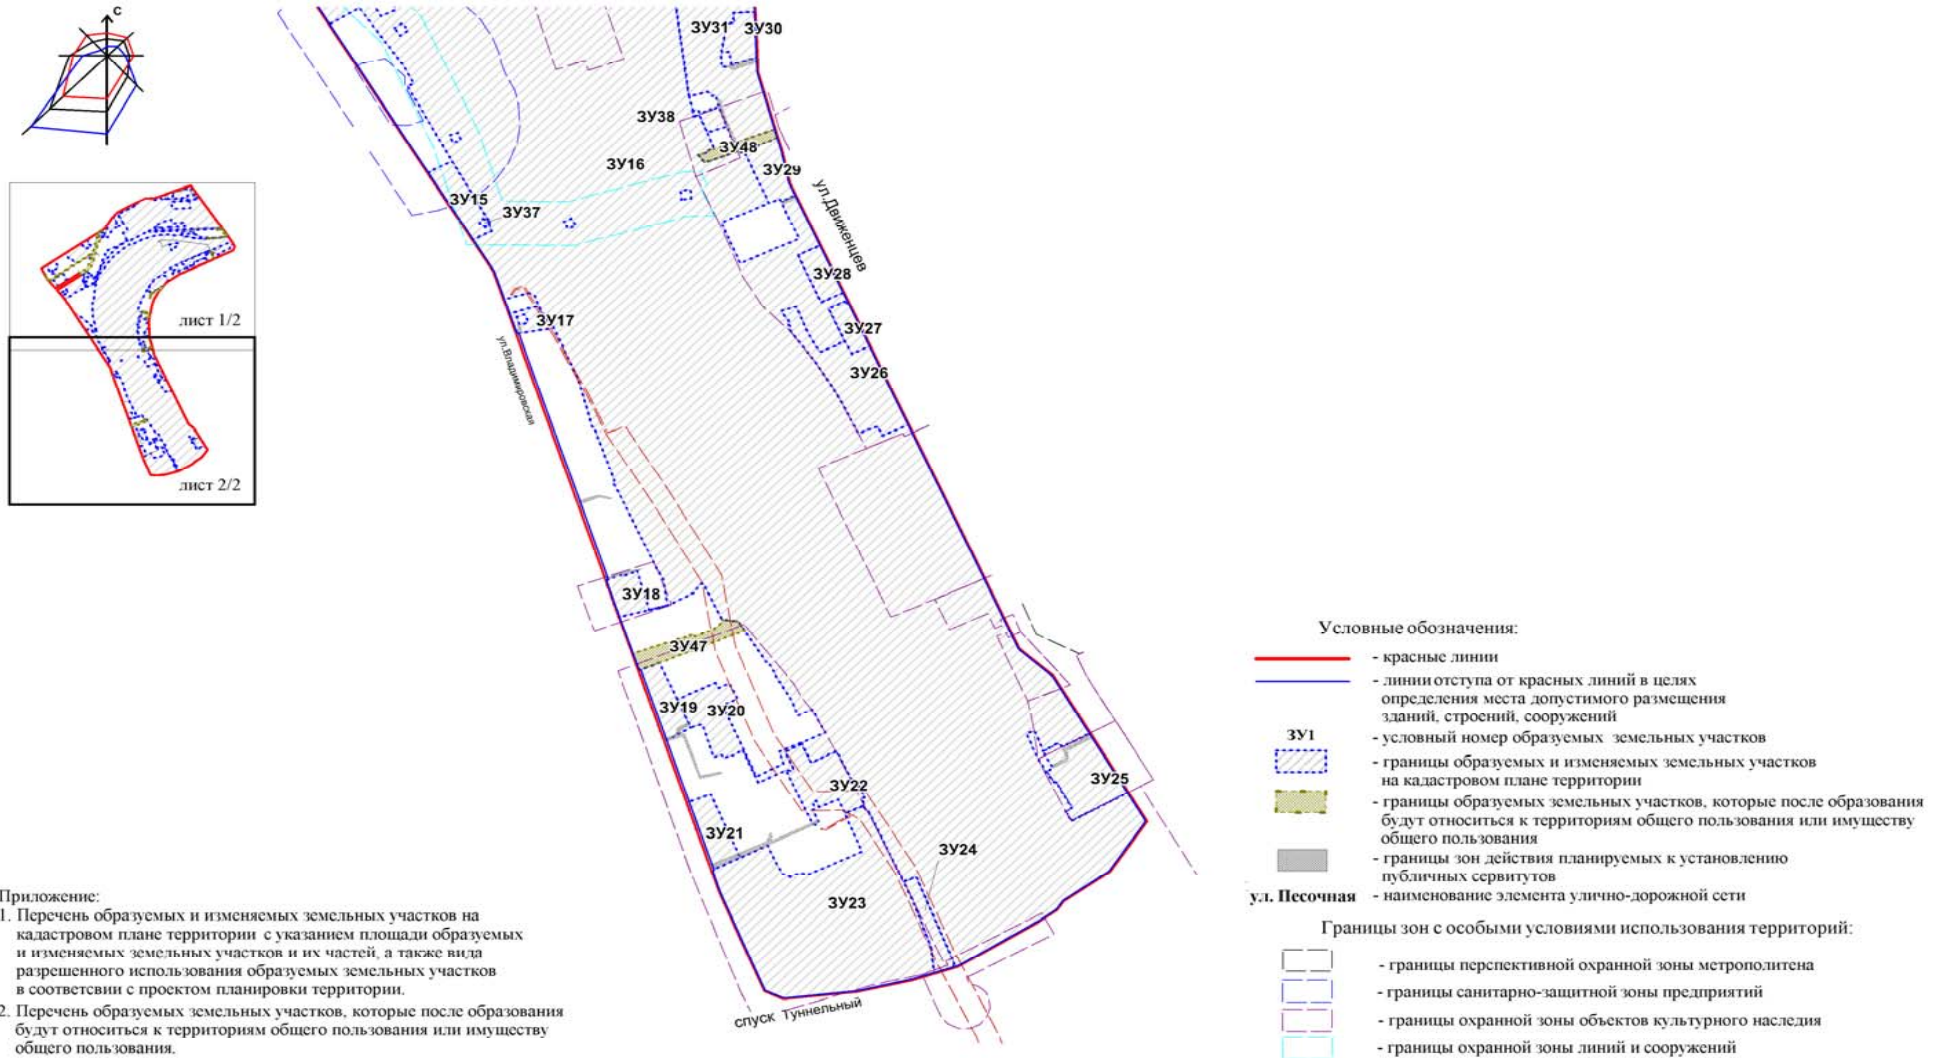 С
лист 1/2
лист 2/2
ЗУ31
ЗУ30
ЗУ38
ЗУ48
ЗУ16
ЗУ29
ЗУ15
ЗУ37
ул.Движенцев
ЗУ28
ЗУ17
ЗУ27
ул.Владимировская
ЗУ26
ЗУ18
ЗУ47
ЗУ19
ЗУ20
ЗУ22
ЗУ25
ЗУ21
ЗУ24
ЗУ23
спуск Туннельный
Приложение:
1. Перечень образуемых и изменяемых земельных участков на
кадастровом плане территории с указанием площади образуемых
и изменяемых земельных участков и их частей, а также вида
разрешенного использования образуемых земельных участков
в соответсвии с проектом планировки территории.
2. Перечень образуемых земельных участков, которые после образования
будут относиться к территориям общего пользования или имуществу
общего пользования.
Условные обозначения:
- красные линии
- линии отступа от красных линий в целях
определения места допустимого размещения
зданий, строений, сооружений
ЗУ1 - условный номер образуемых земельных участков
- границы образуемых и изменяемых земельных участков
на кадастровом плане территории
- границы образуемых земельных участков, которые после образования
будут относиться к территориям общего пользования или имуществу
общего пользования
- границы зон действия планируемых к установлению
публичных сервитутов
ул. Песочная - наименование элемента улично-дорожной сети
Границы зон с особыми условиями использования территорий:
- границы перспективной охранной зоны метрополитена
- границы санитарно-защитной зоны предприятий
- границы охранной зоны объектов культурного наследия
- границы охранной зоны линий и сооружений